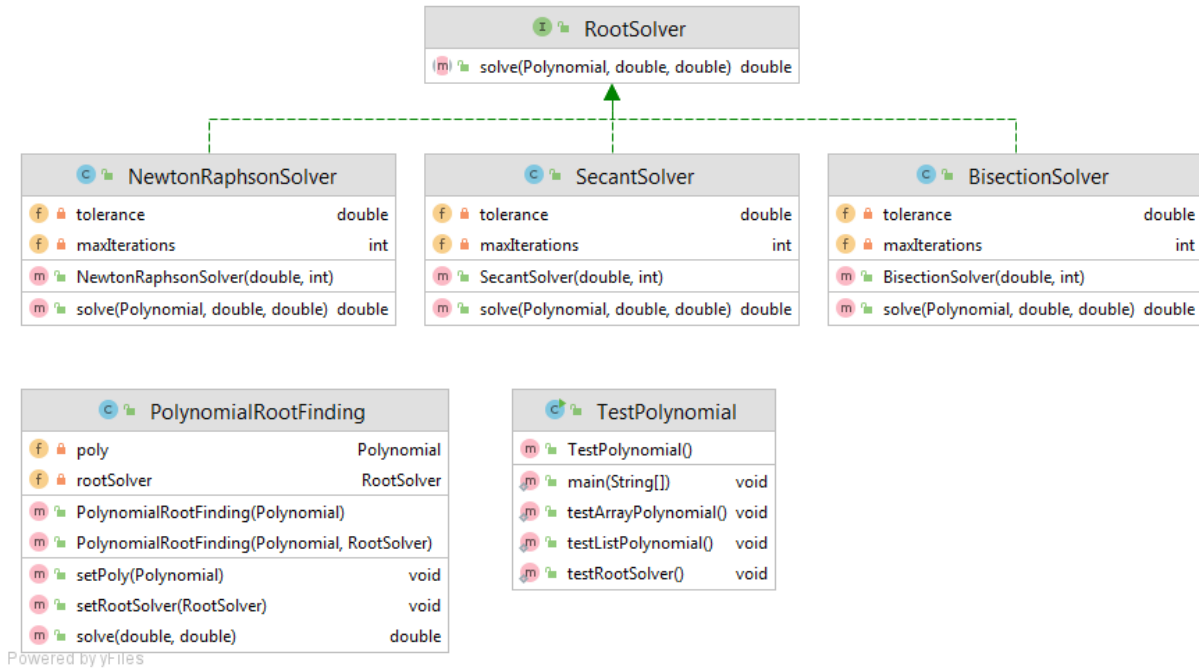 RootSolver
solve(Polynomial, double, double) double
NewtonRaphsonSolver
tolerance double
maxIterations int
NewtonRaphsonSolver(double, int)
solve(Polynomial, double, double) double
SecantSolver
tolerance double
maxIterations int
SecantSolver(double, int)
solve(Polynomial, double, double) double
BisectionSolver
tolerance double
maxIterations int
BisectionSolver(double, int)
solve(Polynomial, double, double) double
PolynomialRootFinding
poly Polynomial
rootSolver RootSolver
PolynomialRootFinding(Polynomial)
PolynomialRootFinding(Polynomial, RootSolver)
setPoly(Polynomial) void
setRootSolver(RootSolver) void
solve(double, double) double
TestPolynomial
TestPolynomial()
main(String[]) void
testArrayPolynomial() void
testListPolynomial() void
testRootSolver() void
Powered by yFiles